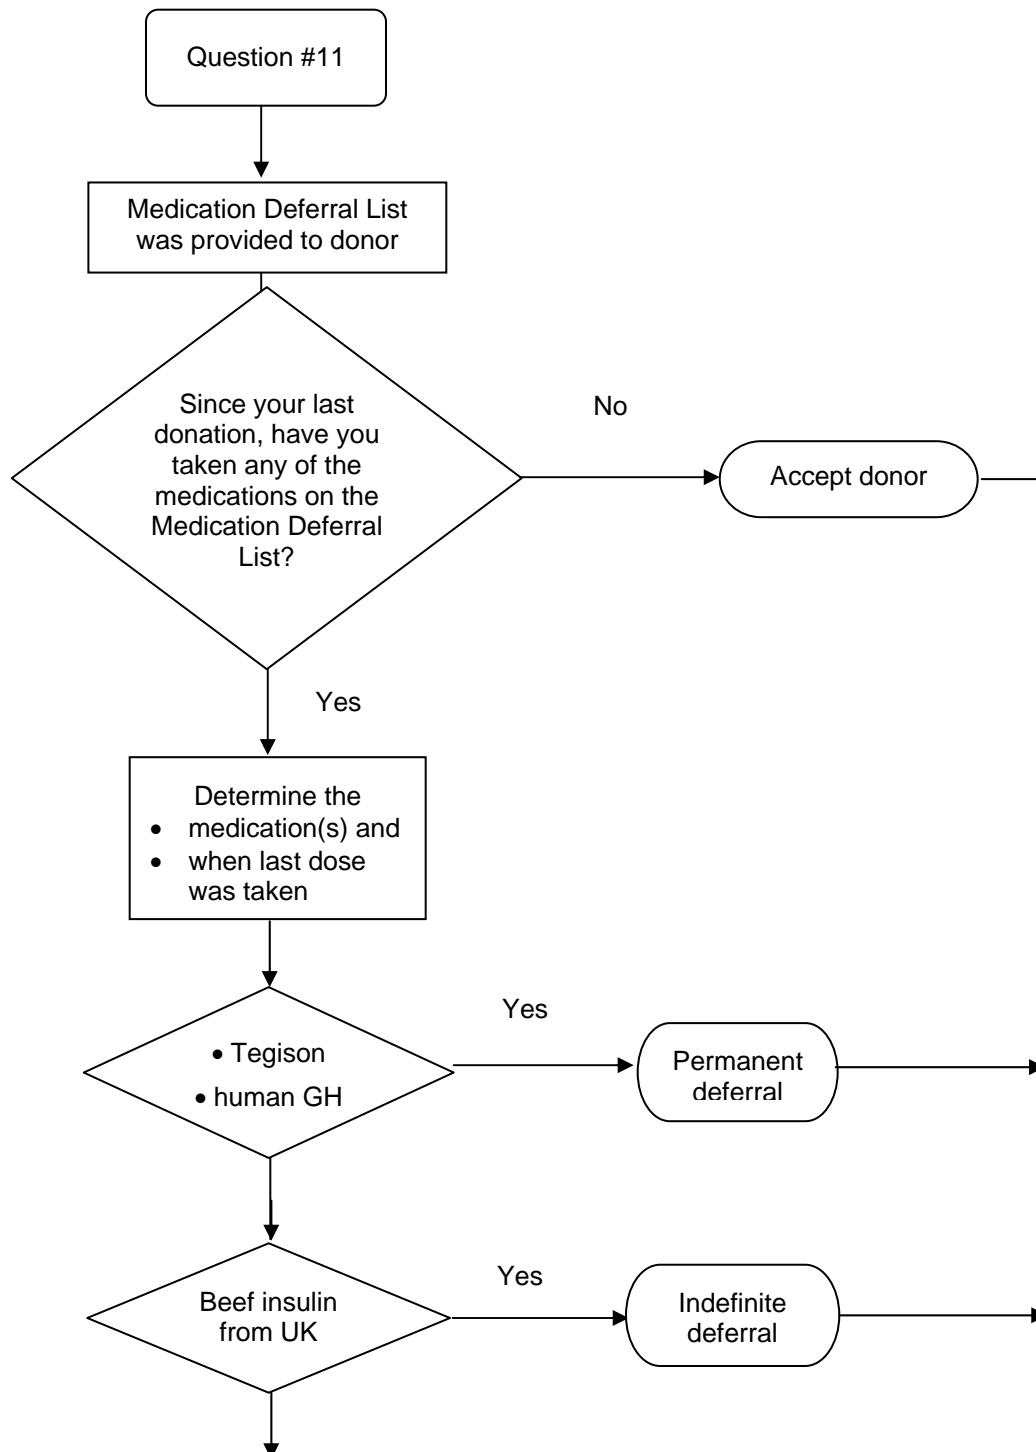 Question #11
Medication Deferral List
was provided to donor
Since your last
donation, have you
taken any of the
medications on the
Medication Deferral
List?
No
Accept donor
Yes
Determine the
• medication(s) and
• when last dose
was taken
• Tegison
• human GH
Yes
Permanent
deferral
Beef insulin
from UK
Yes
Indefinite
deferral